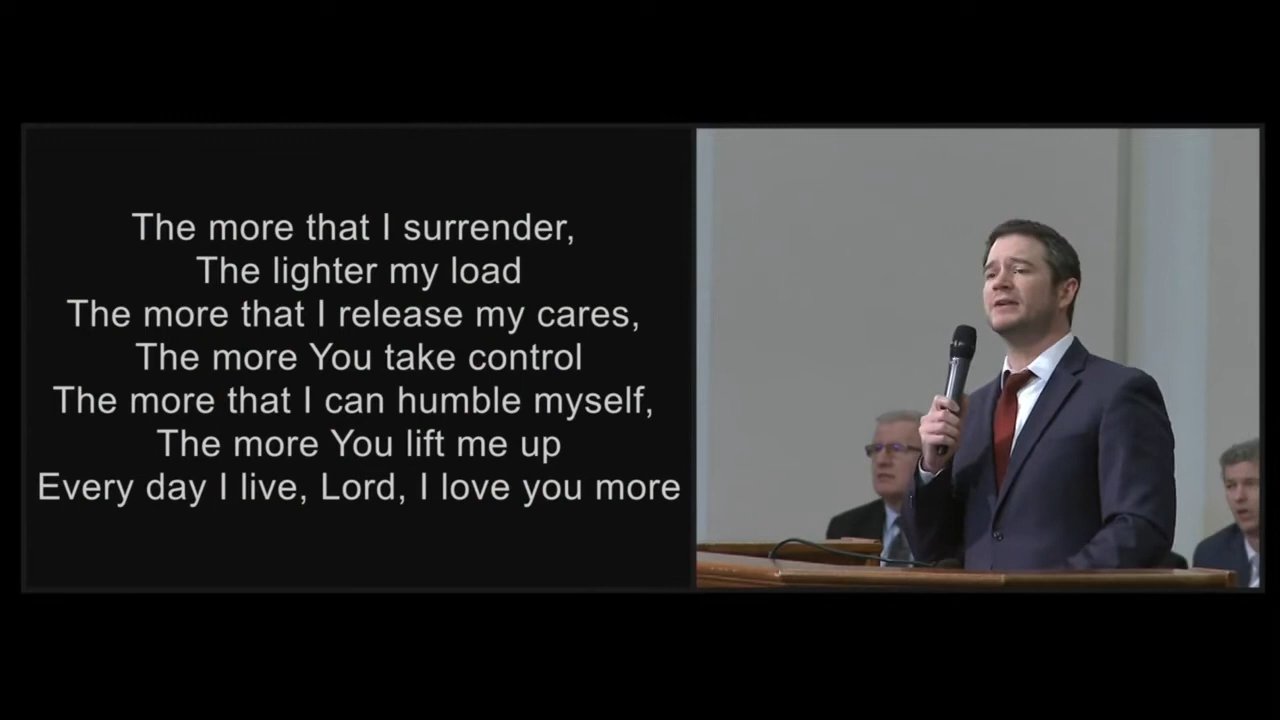 The more that I surrender,
The lighter my load
The more that I release my cares,
The more You take control
The more that I can humble myself,
The more You lift me up
Every day I live, Lord, I love you more